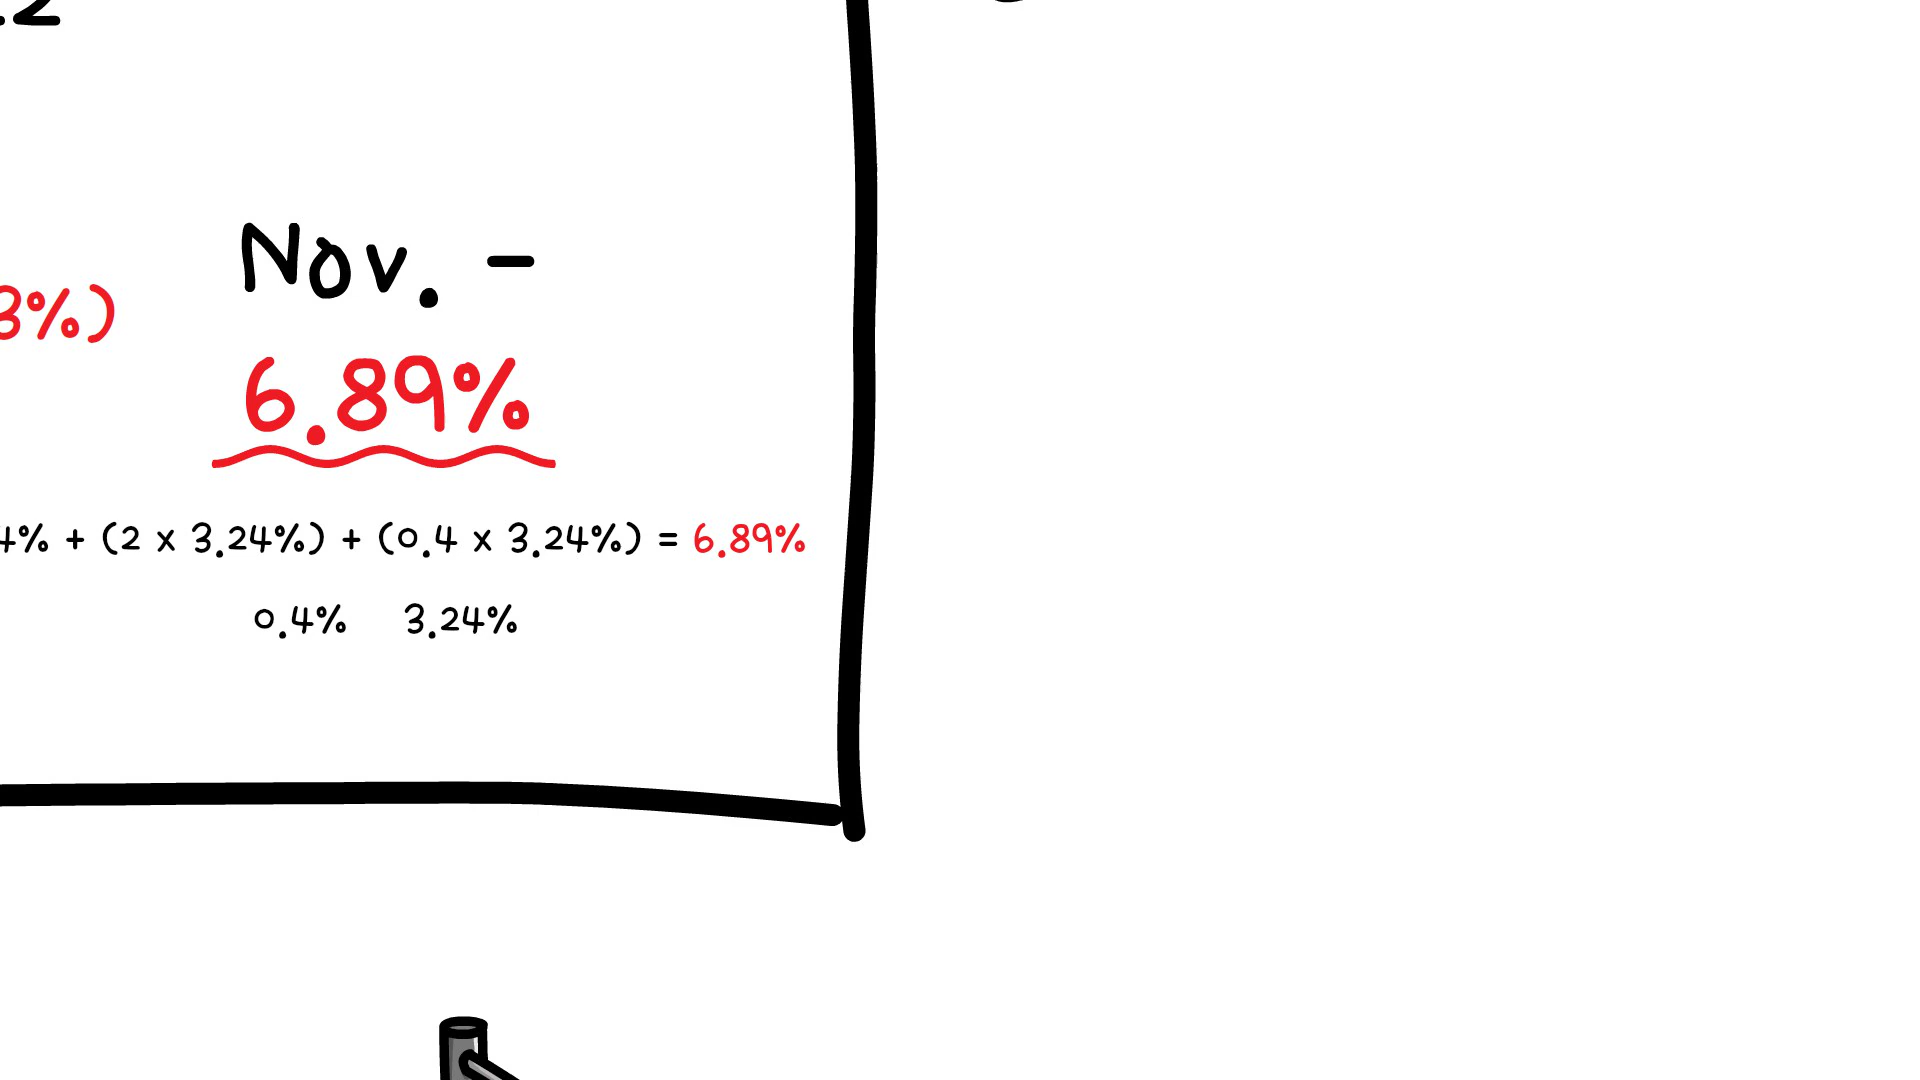 Nov. -
%)
6.89%
% + (2 x 3.24%) + (0.4 x 3.24%) = 6.89%
0.4% 3.24%